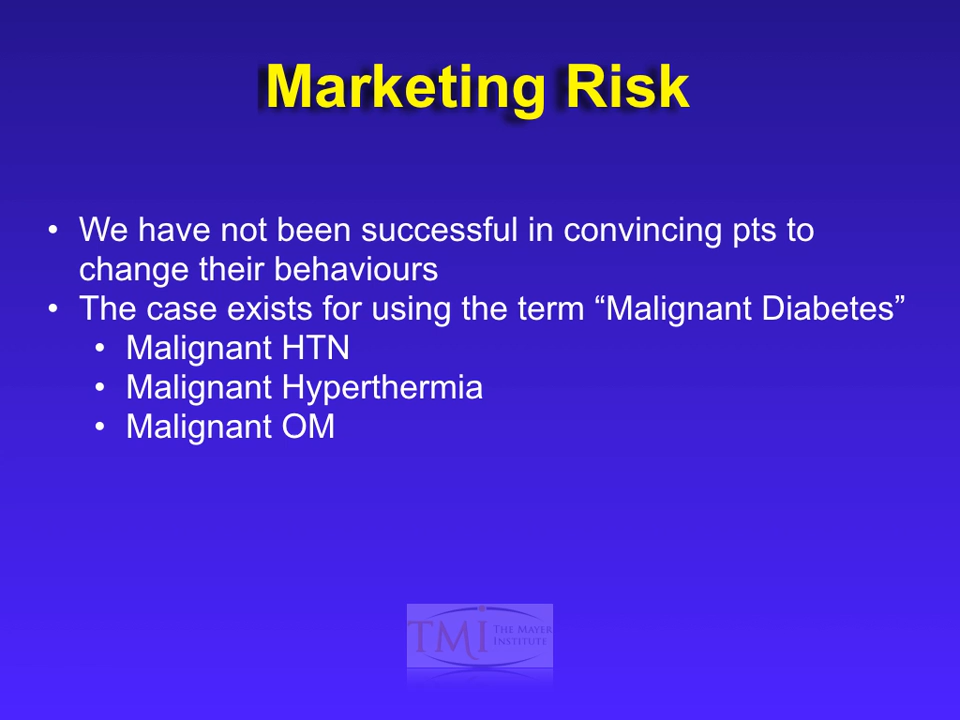 Marketing Risk
• We have not been successful in convincing pts to
change their behaviours
• The case exists for using the term “Malignant Diabetes”
• Malignant HTN
• Malignant Hyperthermia
• Malignant OM
TMI THE MAYER
INSTITUTE